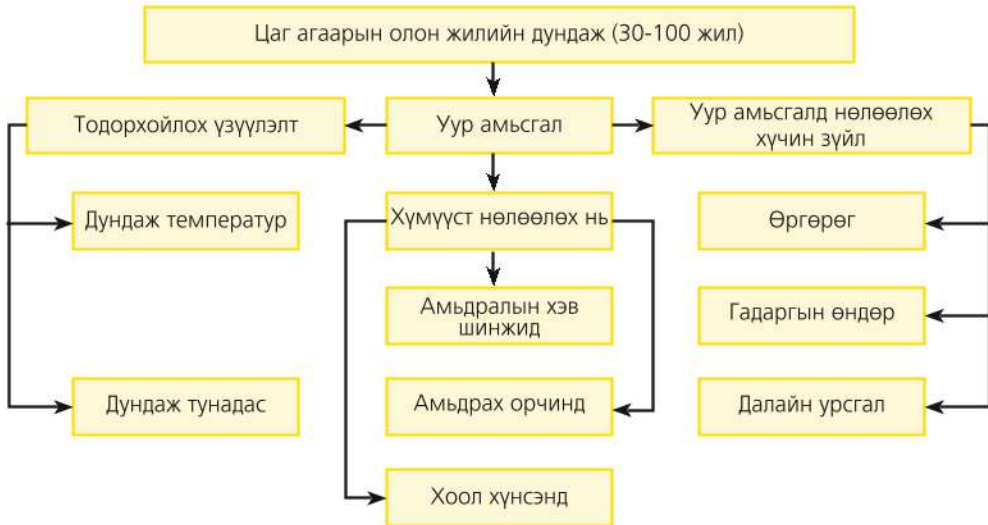 Цаг агаарын олон жилийн дундаж (30-100 жил)
Тодорхойлох үзүүлэлт
Уур амьсгал
Уур амьсгалд нөлөөлөх
хүчин зүйл
Дундаж температур
Хүмүүст нөлөөлөх нь
Өргөрөг
Амьдралын хэв
шинжид
Гадаргын өндөр
Дундаж тунадас
Амьдрах орчинд
Далайн урсгал
Хоол хүнсэнд